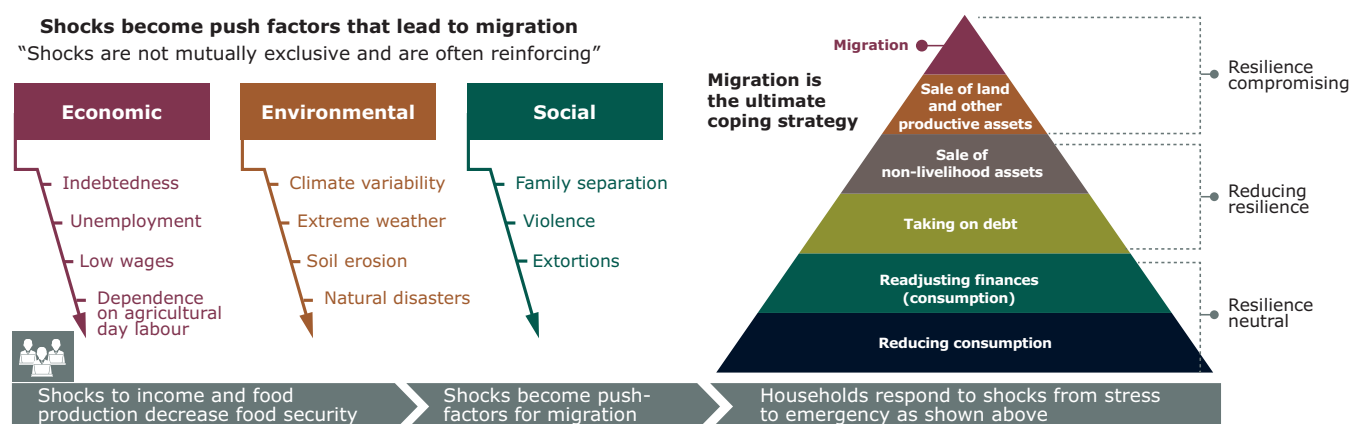 Shocks become push factors that lead to migration
“Shocks are not mutually exclusive and are often reinforcing”
Economic
Indebtedness
Unemployment
Low wages
Dependence
on agricultural
day labour
Environmental
Climate variability
Extreme weather
Soil erosion
Natural disasters
Social
Family separation
Violence
Extortions
Migration is
the ultimate
coping strategy
Migration
Sale of land
and other
productive assets
Sale of
non-livelihood assets
Taking on debt
Readjusting finances
(consumption)
Reducing consumption
Resilience
compromising
Reducing
resilience
Resilience
neutral
Shocks to income and food
production decrease food security
Shocks become push-
factors for migration
Households respond to shocks from stress
to emergency as shown above